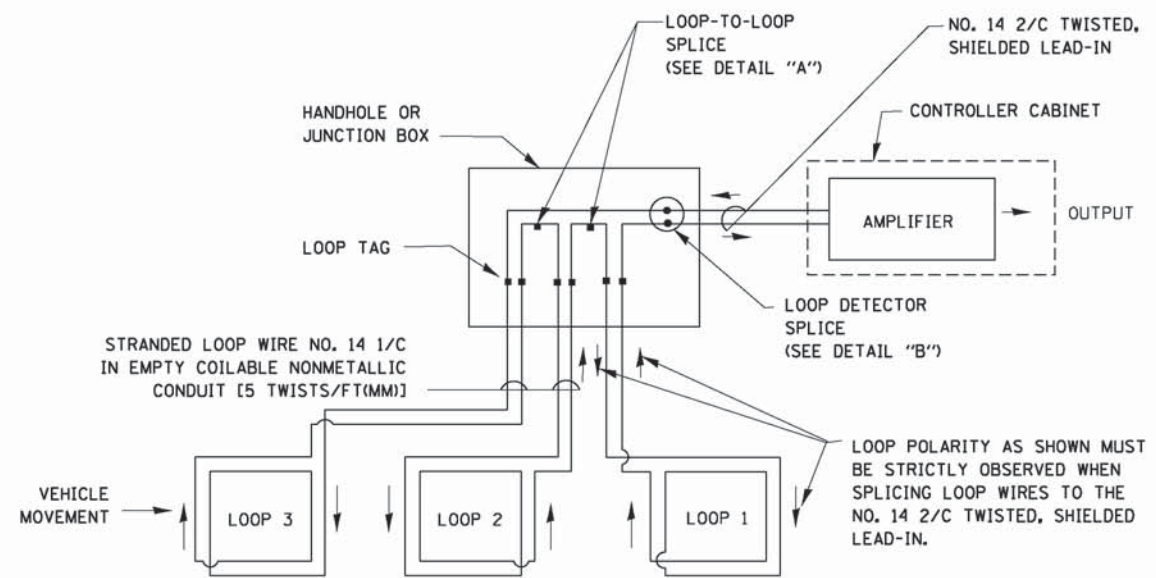 LOOP-TO-LOOP
SPLICE
(SEE DETAIL "A")
NO. 14 2/C TWISTED,
SHIELDED LEAD-IN
HANDHOLE OR
JUNCTION BOX
CONTROLLER CABINET
AMPLIFIER
OUTPUT
LOOP TAG
LOOP DETECTOR
SPLICE
(SEE DETAIL "B")
STRANDED LOOP WIRE NO. 14 1/C
IN EMPTY COILABLE NONMETALLIC
CONDUIT [5 TWISTS/FT(MM)]
LOOP POLARITY AS SHOWN MUST
BE STRICTLY OBSERVED WHEN
SPLICING LOOP WIRES TO THE
NO. 14 2/C TWISTED, SHIELDED
LEAD-IN.
VEHICLE
MOVEMENT
LOOP 3
LOOP 2
LOOP 1